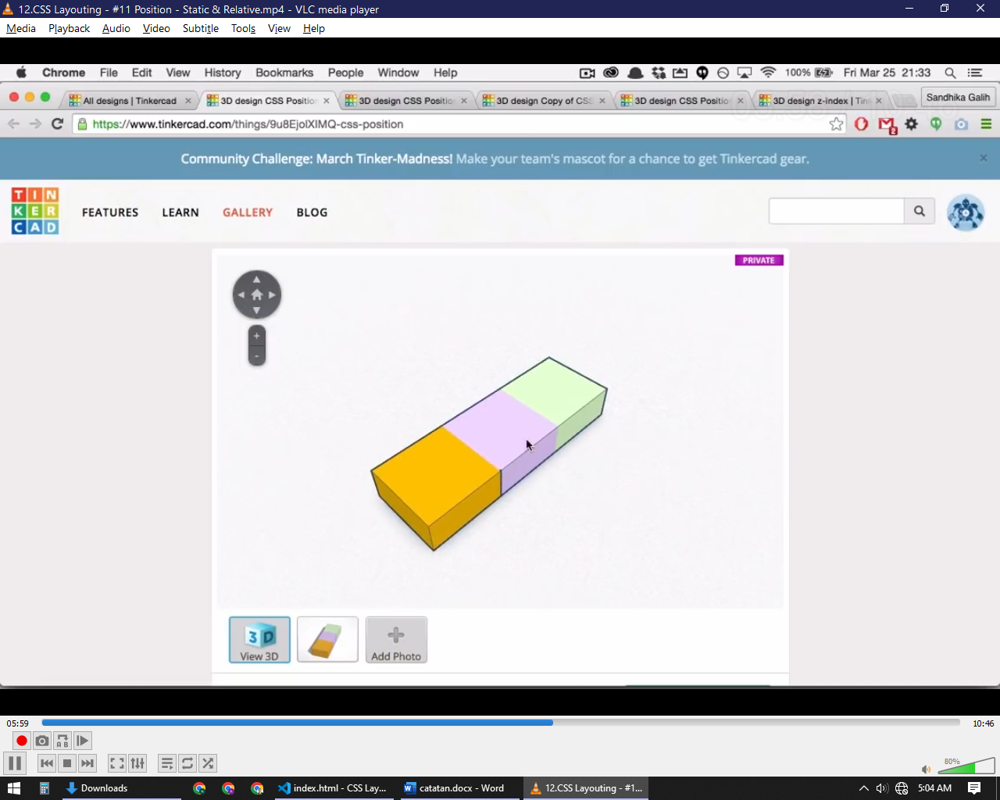 12.CSS Layouting - #11 Position - Static & Relative.mp4 - VLC media player
Media Playback Audio Video Subtitle Tools View Help
Chrome File Edit View History Bookmarks People Window Help 100% Fri Mar 25 21:33
All designs | Tinkercad 3D design CSS Position 3D design CSS Positio 3D design Copy of CS 3D design CSS Positio 3D design z-index | Tin Sandhika Galih
https://www.tinkercad.com/things/9u8EjolXIMQ-css-position 2
Community Challenge: March Tinker-Madness! Make your team's mascot for a chance to get Tinkercad gear.
TIN
KER
CAD
FEATURES LEARN GALLERY BLOG
PRIVATE
3D
View 3D
Add Photo
05:59 10:46
A B
80%
Downloads index.html - CSS Lay... catatan.docx - Word 12.CSS Layouting - #1... 5:04 AM